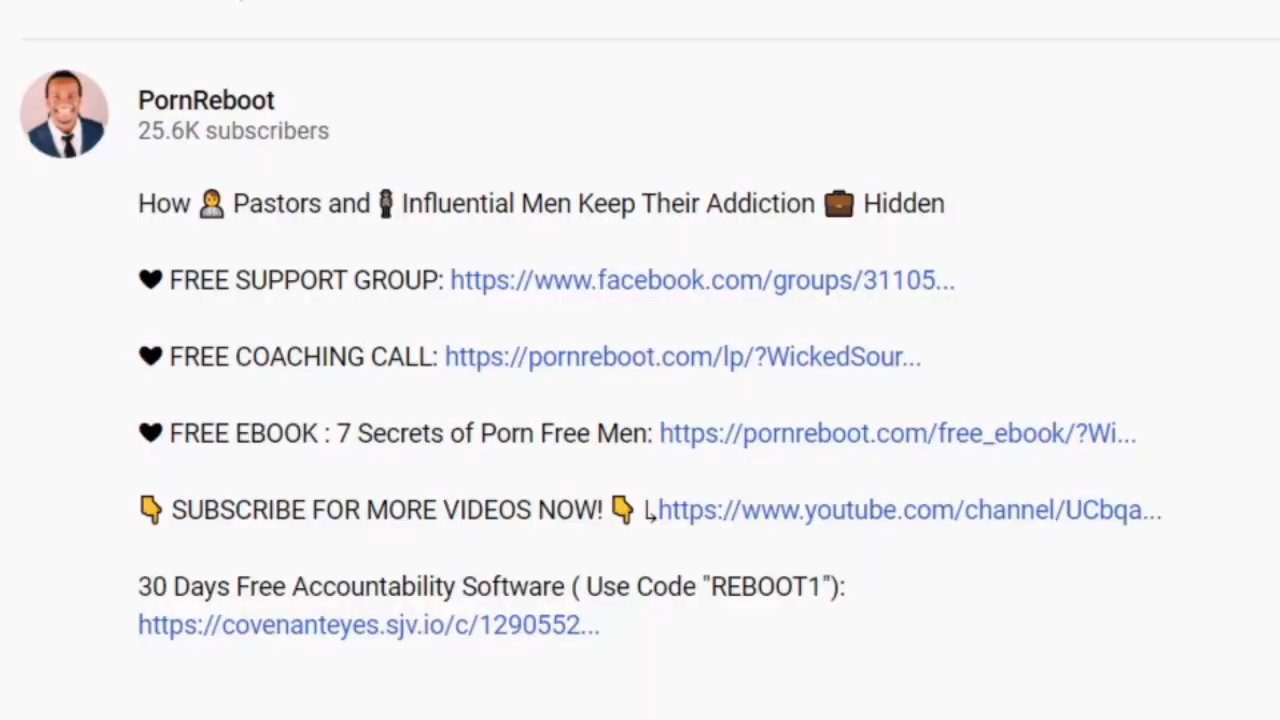 PornReboot
25.6K subscribers
How 👨‍💼 Pastors and 🕴 Influential Men Keep Their Addiction 💼 Hidden
🖤 FREE SUPPORT GROUP: https://www.facebook.com/groups/31105...
🖤 FREE COACHING CALL: https://pornreboot.com/lp/?WickedSour...
🖤 FREE EBOOK : 7 Secrets of Porn Free Men: https://pornreboot.com/free_ebook/?Wi...
👇 SUBSCRIBE FOR MORE VIDEOS NOW! 👇 ↳https://www.youtube.com/channel/UCbqa...
30 Days Free Accountability Software ( Use Code "REBOOT1"):
https://covenanteyes.sjv.io/c/1290552...